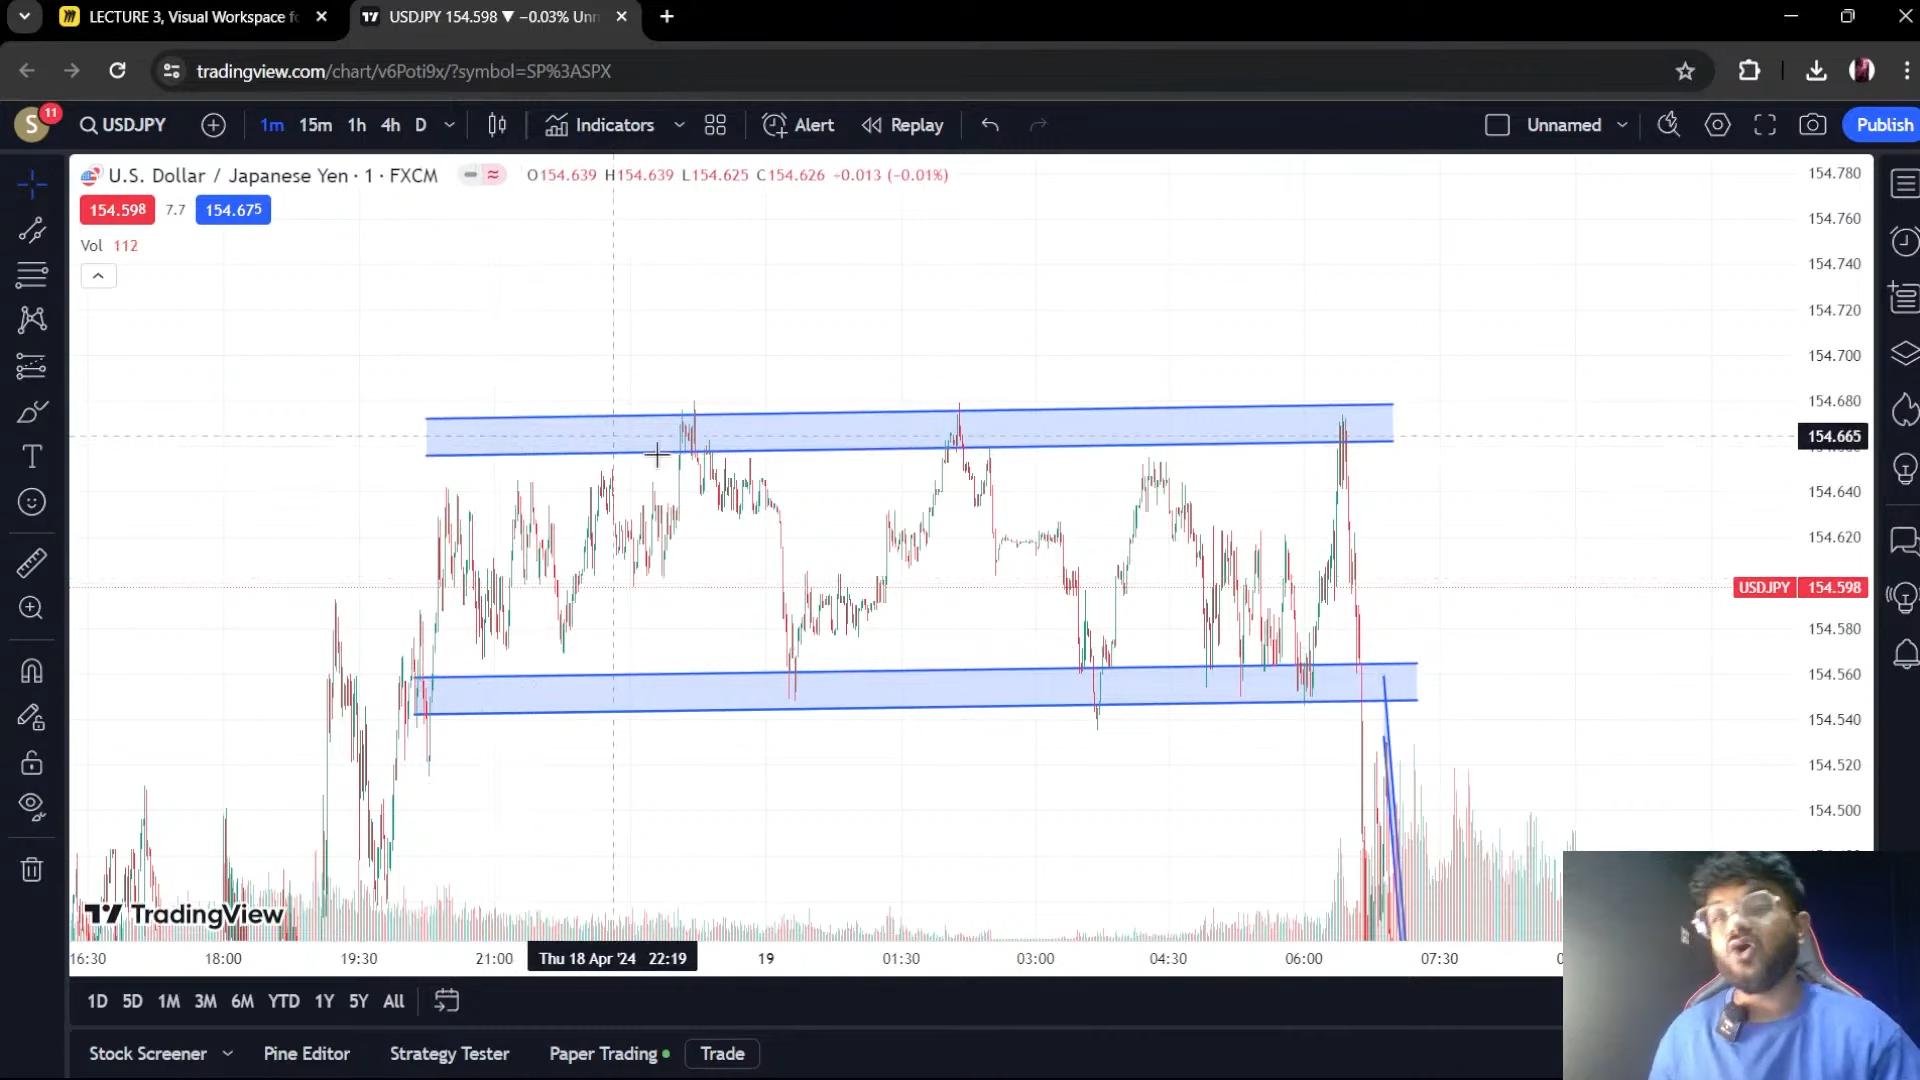 LECTURE 3, Visual Workspace f
USDJPY 154.598 ▼ −0.03% Unn
tradingview.com/chart/v6Poti9x/?symbol=SP%3ASPX
S 11 USDJPY 1m 15m 1h 4h D Indicators Alert Replay Unnamed Publish
U.S. Dollar / Japanese Yen · 1 · FXCM O154.639 H154.639 L154.625 C154.626 −0.013 (−0.01%)
154.598 7.7 154.675
Vol 112
154.780
154.760
154.740
154.720
154.700
154.680
154.665
154.640
154.620
USDJPY 154.598
154.580
154.560
154.540
154.520
154.500
TradingView
16:30 18:00 19:30 21:00 Thu 18 Apr '24 22:19 19 01:30 03:00 04:30 06:00 07:30
1D 5D 1M 3M 6M YTD 1Y 5Y All
Stock Screener Pine Editor Strategy Tester Paper Trading Trade